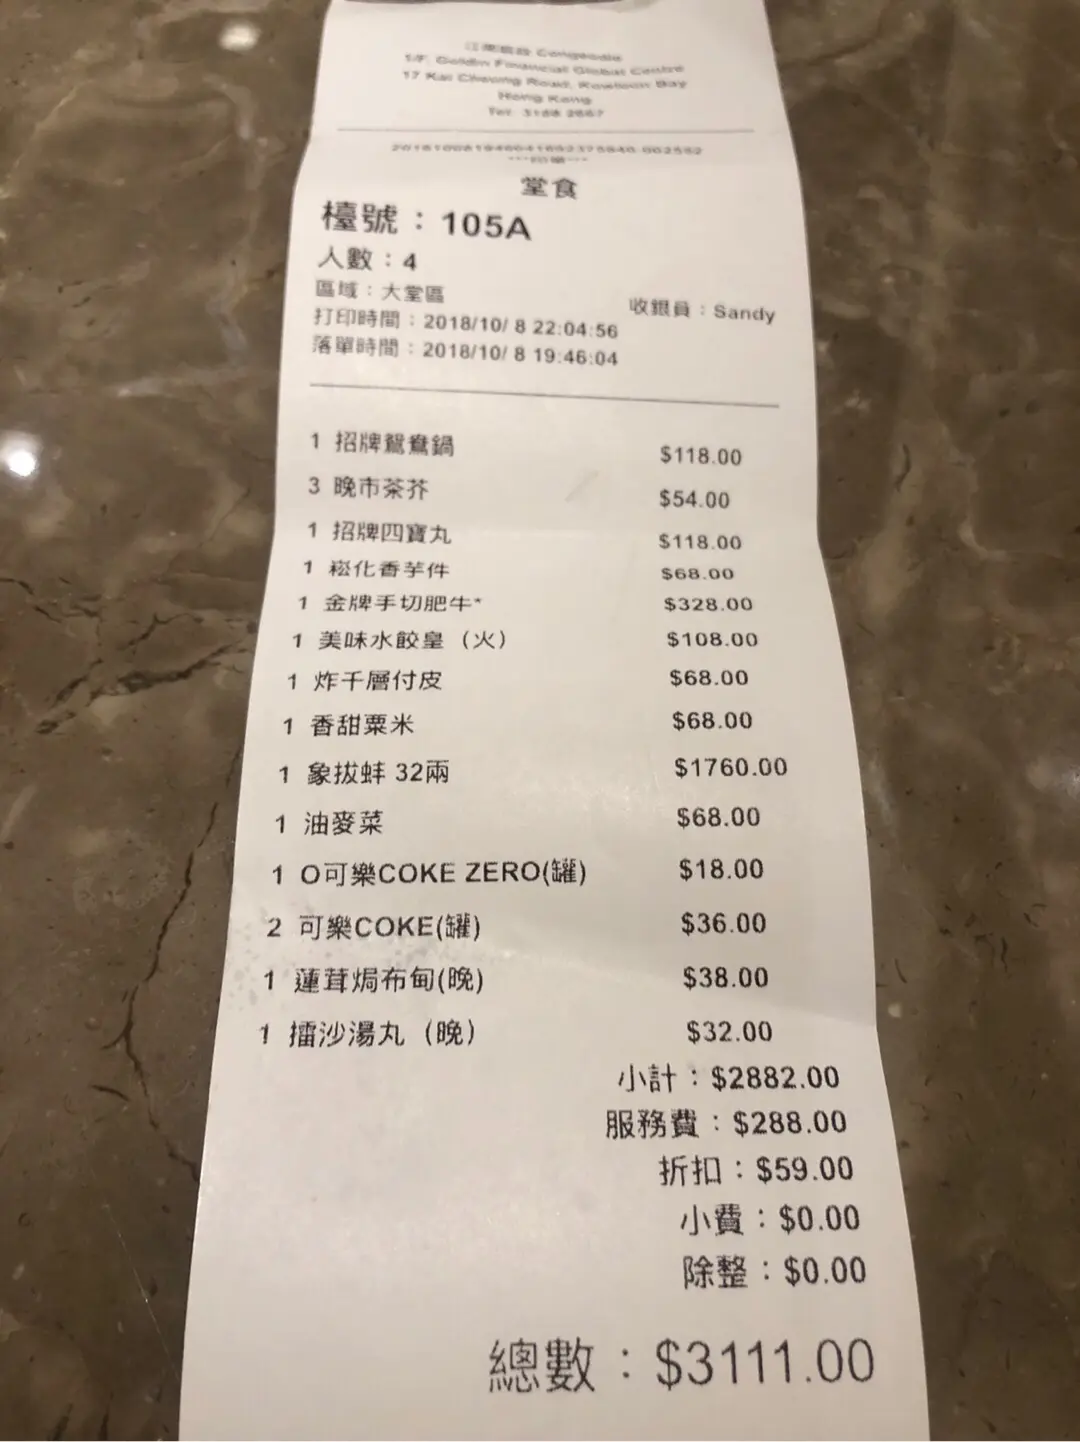 Congeodle
1/F Goldin Financial Global Centre
17 Kai Cheung Road, Kowloon Bay
Hong Kong
Tel: 3188 2667
堂食
檯號：105A
人數：4
區域：大堂區
收銀員：Sandy
打印時間：2018/10/ 8 22:04:56
落單時間：2018/10/ 8 19:46:04
1 招牌鴛鴦鍋 $118.00
3 晚市茶芥 $54.00
1 招牌四寶丸 $118.00
1 崧化香芋件 $68.00
1 金牌手切肥牛* $328.00
1 美味水餃皇（火） $108.00
1 炸千層付皮 $68.00
1 香甜粟米 $68.00
1 象拔蚌 32兩 $1760.00
1 油麥菜 $68.00
1 O可樂COKE ZERO(罐) $18.00
2 可樂COKE(罐) $36.00
1 蓮茸焗布甸(晚) $38.00
1 擂沙湯丸（晚） $32.00
小計：$2882.00
服務費：$288.00
折扣：$59.00
小費：$0.00
除整：$0.00
總數：$3111.00